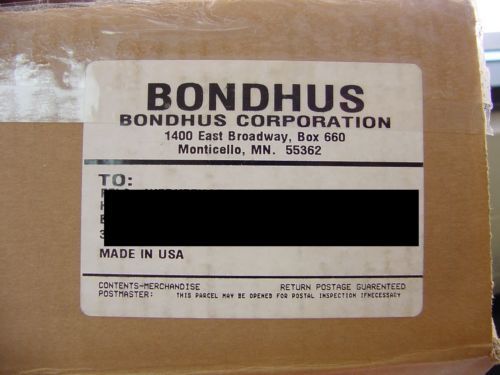 BONDHUS
BONDHUS CORPORATION
1400 East Broadway, Box 660
Monticello, MN. 55362
TO:
MADE IN USA
CONTENTS-MERCHANDISE RETURN POSTAGE GUARENTEED
POSTMASTER: THIS PARCEL MAY BE OPENED FOR POSTAL INSPECTION IFNECESSARY